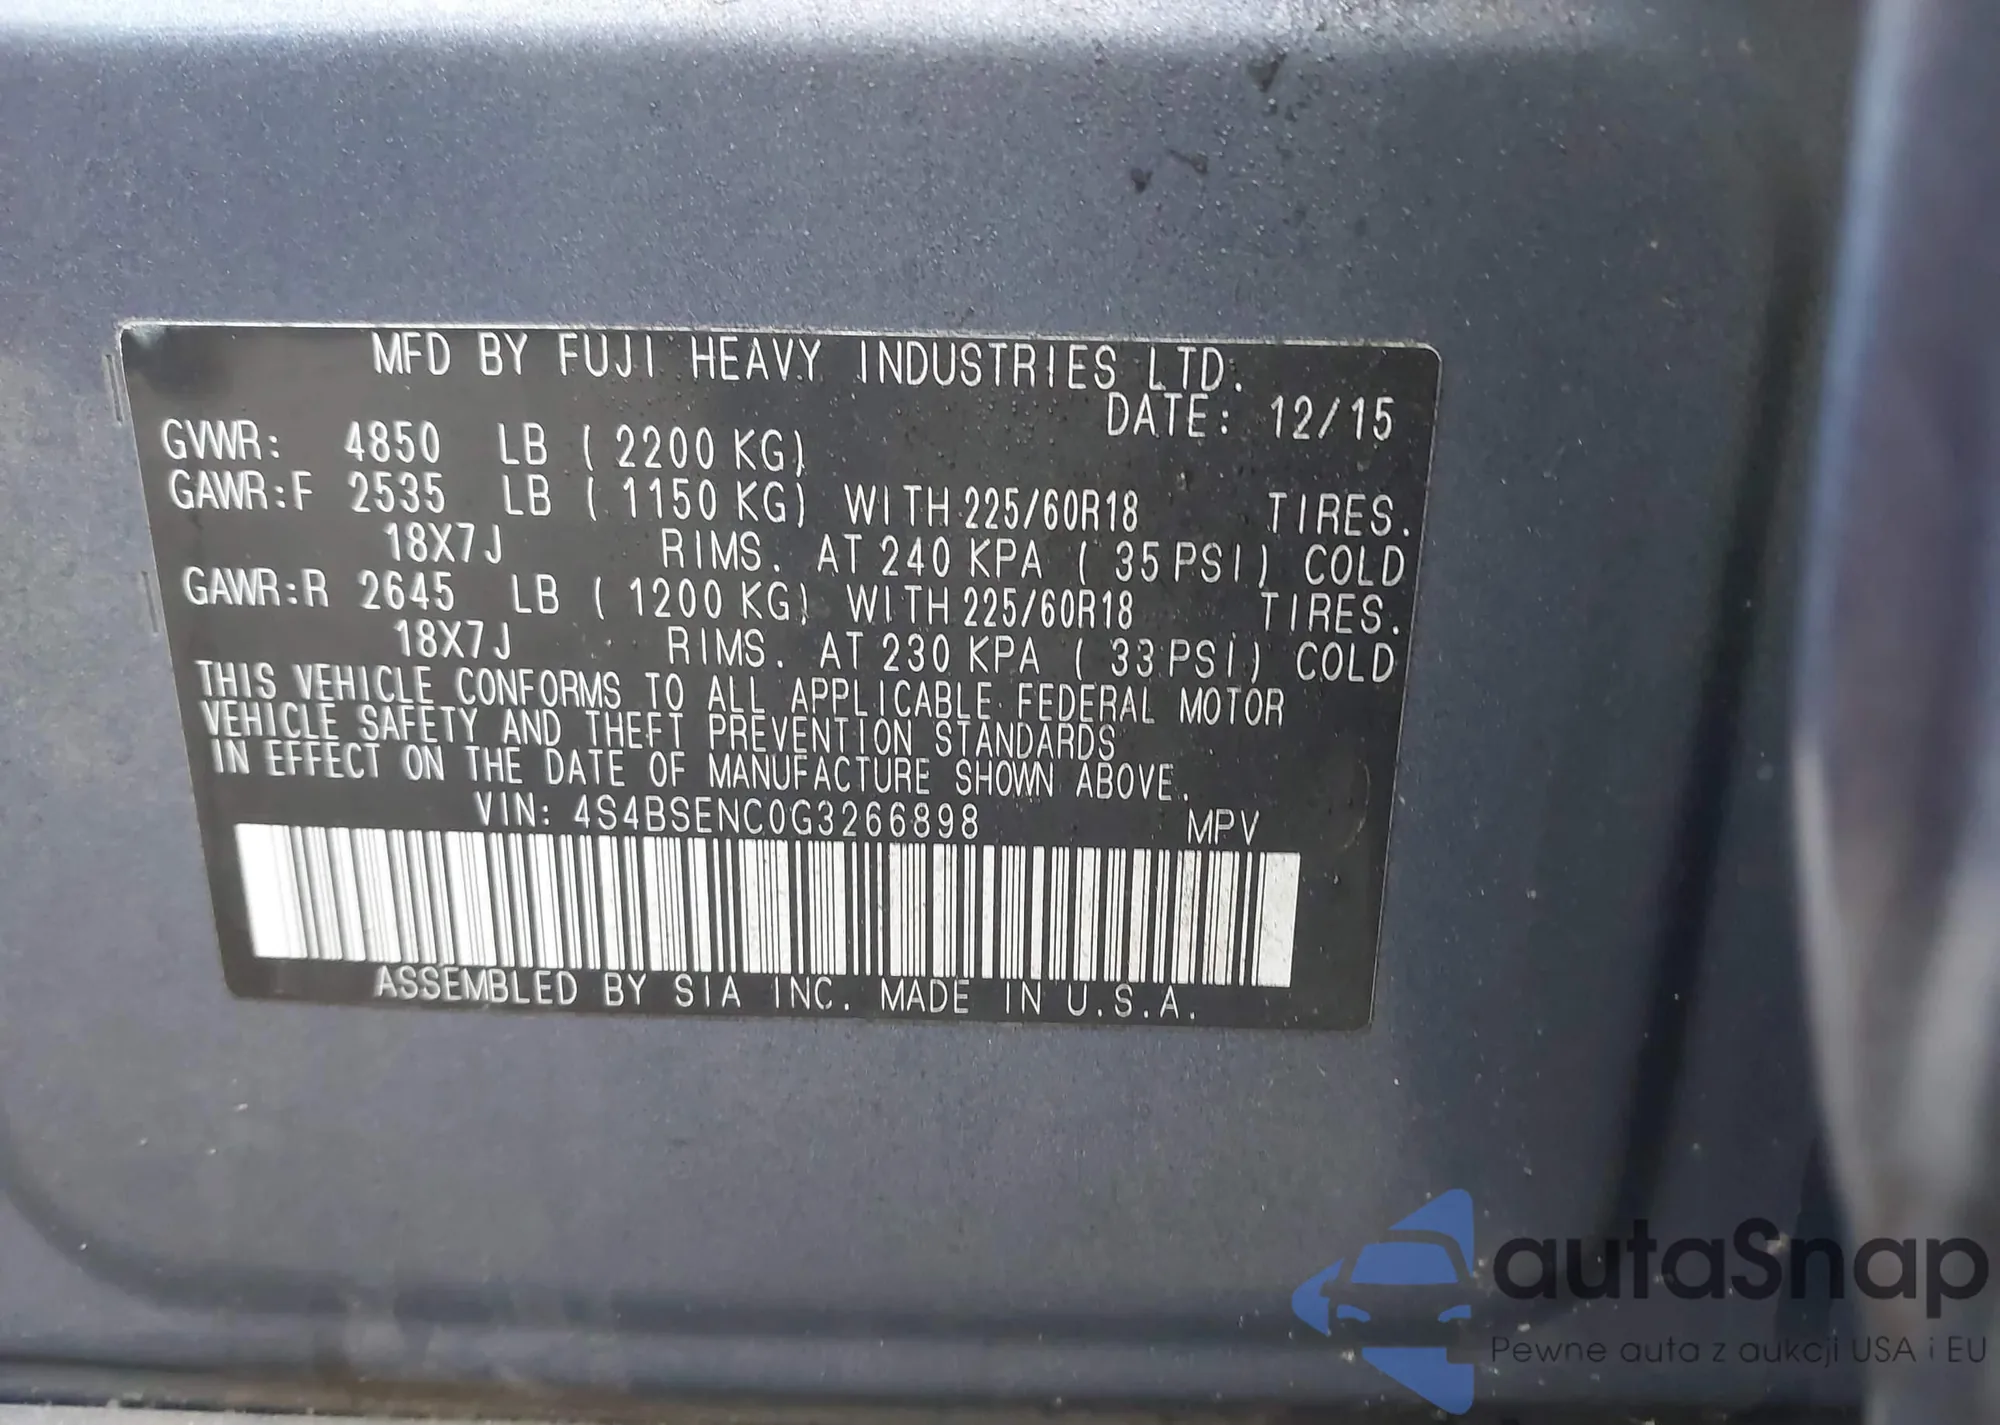 MFD BY FUJI HEAVY INDUSTRIES LTD.
DATE: 12/15
GVWR: 4850 LB ( 2200 KG)
GAWR:F 2535 LB ( 1150 KG) WITH 225/60R18 TIRES.
18X7J RIMS. AT 240 KPA ( 35 PSI) COLD
GAWR:R 2645 LB ( 1200 KG) WITH 225/60R18 TIRES.
18X7J RIMS. AT 230 KPA ( 33 PSI) COLD
THIS VEHICLE CONFORMS TO ALL APPLICABLE FEDERAL MOTOR
VEHICLE SAFETY AND THEFT PREVENTION STANDARDS
IN EFFECT ON THE DATE OF MANUFACTURE SHOWN ABOVE.
VIN: 4S4BSENC0G3266898 MPV
ASSEMBLED BY SIA INC. MADE IN U.S.A.
autaSnap
Pewne auta z aukcji USA i EU